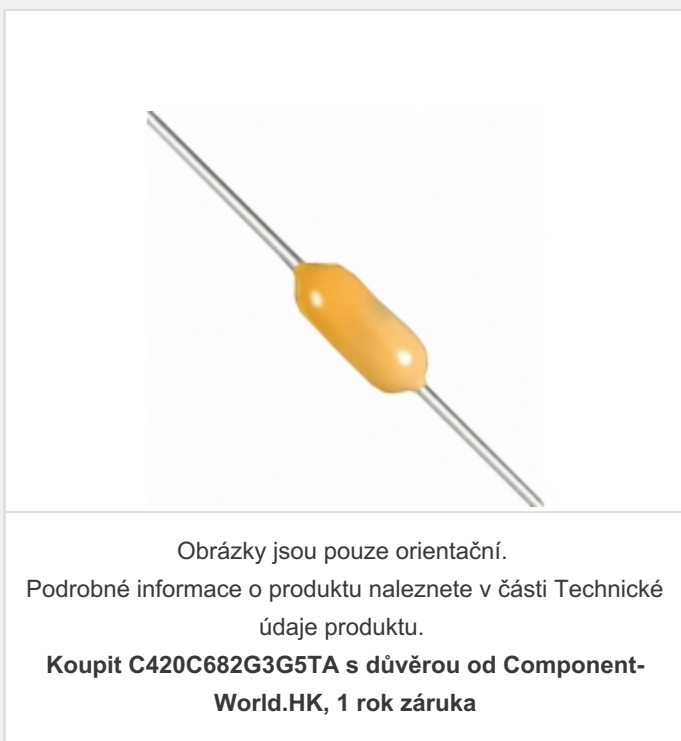 Obrázky jsou pouze orientační.
Podrobné informace o produktu naleznete v části Technické
údaje produktu.
Koupit C420C682G3G5TA s důvěrou od Component-
World.HK, 1 rok záruka